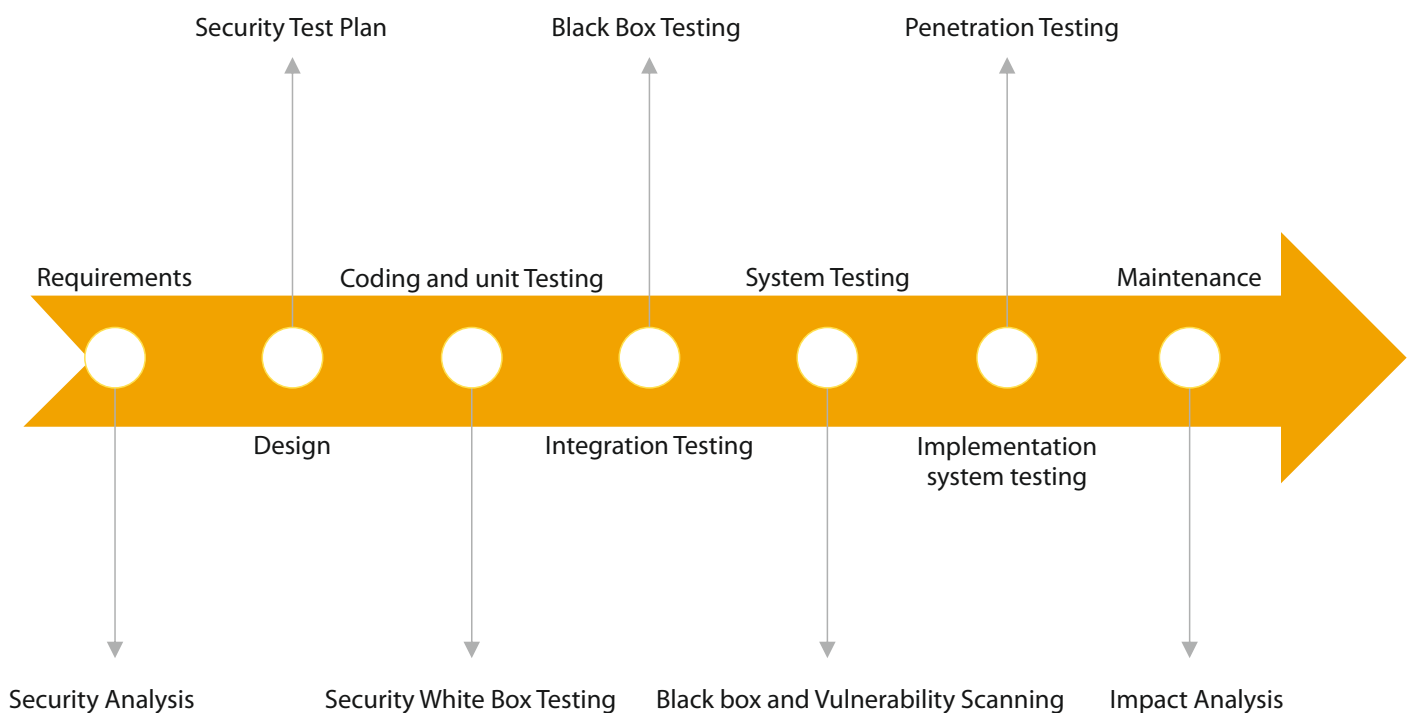 Security Test Plan
Black Box Testing
Penetration Testing
Requirements
Coding and unit Testing
System Testing
Maintenance
Design
Integration Testing
Implementation
system testing
Security Analysis
Security White Box Testing
Black box and Vulnerability Scanning
Impact Analysis